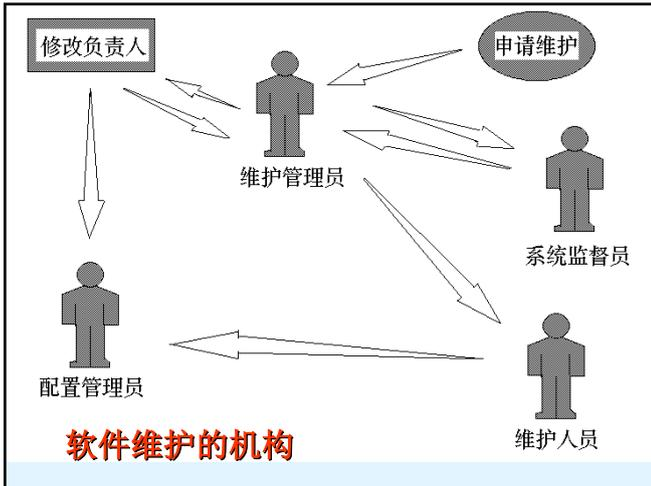 修改负责人
申请维护
维护管理员
系统监督员
配置管理员
维护人员
软件维护的机构